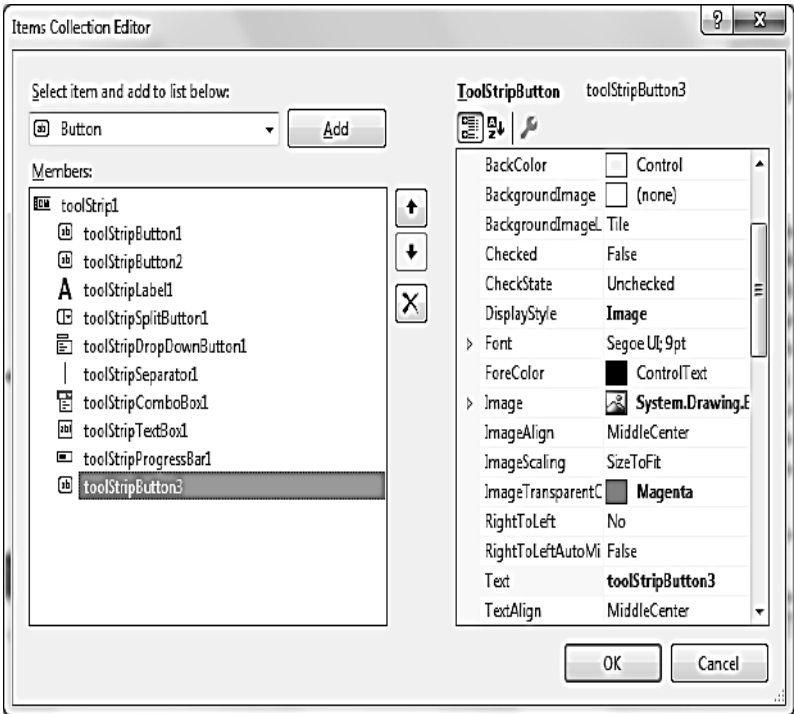 Items Collection Editor
Select item and add to list below:
Button
Add
Members:
toolStrip1
toolStripButton1
toolStripButton2
toolStripLabel1
toolStripSplitButton1
toolStripDropDownButton1
toolStripSeparator1
toolStripComboBox1
toolStripTextBox1
toolStripProgressBar1
toolStripButton3
ToolStripButton toolStripButton3
BackColor Control
BackgroundImage (none)
BackgroundImageL Tile
Checked False
CheckState Unchecked
DisplayStyle Image
Font Segoe UI; 9pt
ForeColor ControlText
Image System.Drawing.E
ImageAlign MiddleCenter
ImageScaling SizeToFit
ImageTransparentC Magenta
RightToLeft No
RightToLeftAutoMi False
Text toolStripButton3
TextAlign MiddleCenter
OK Cancel